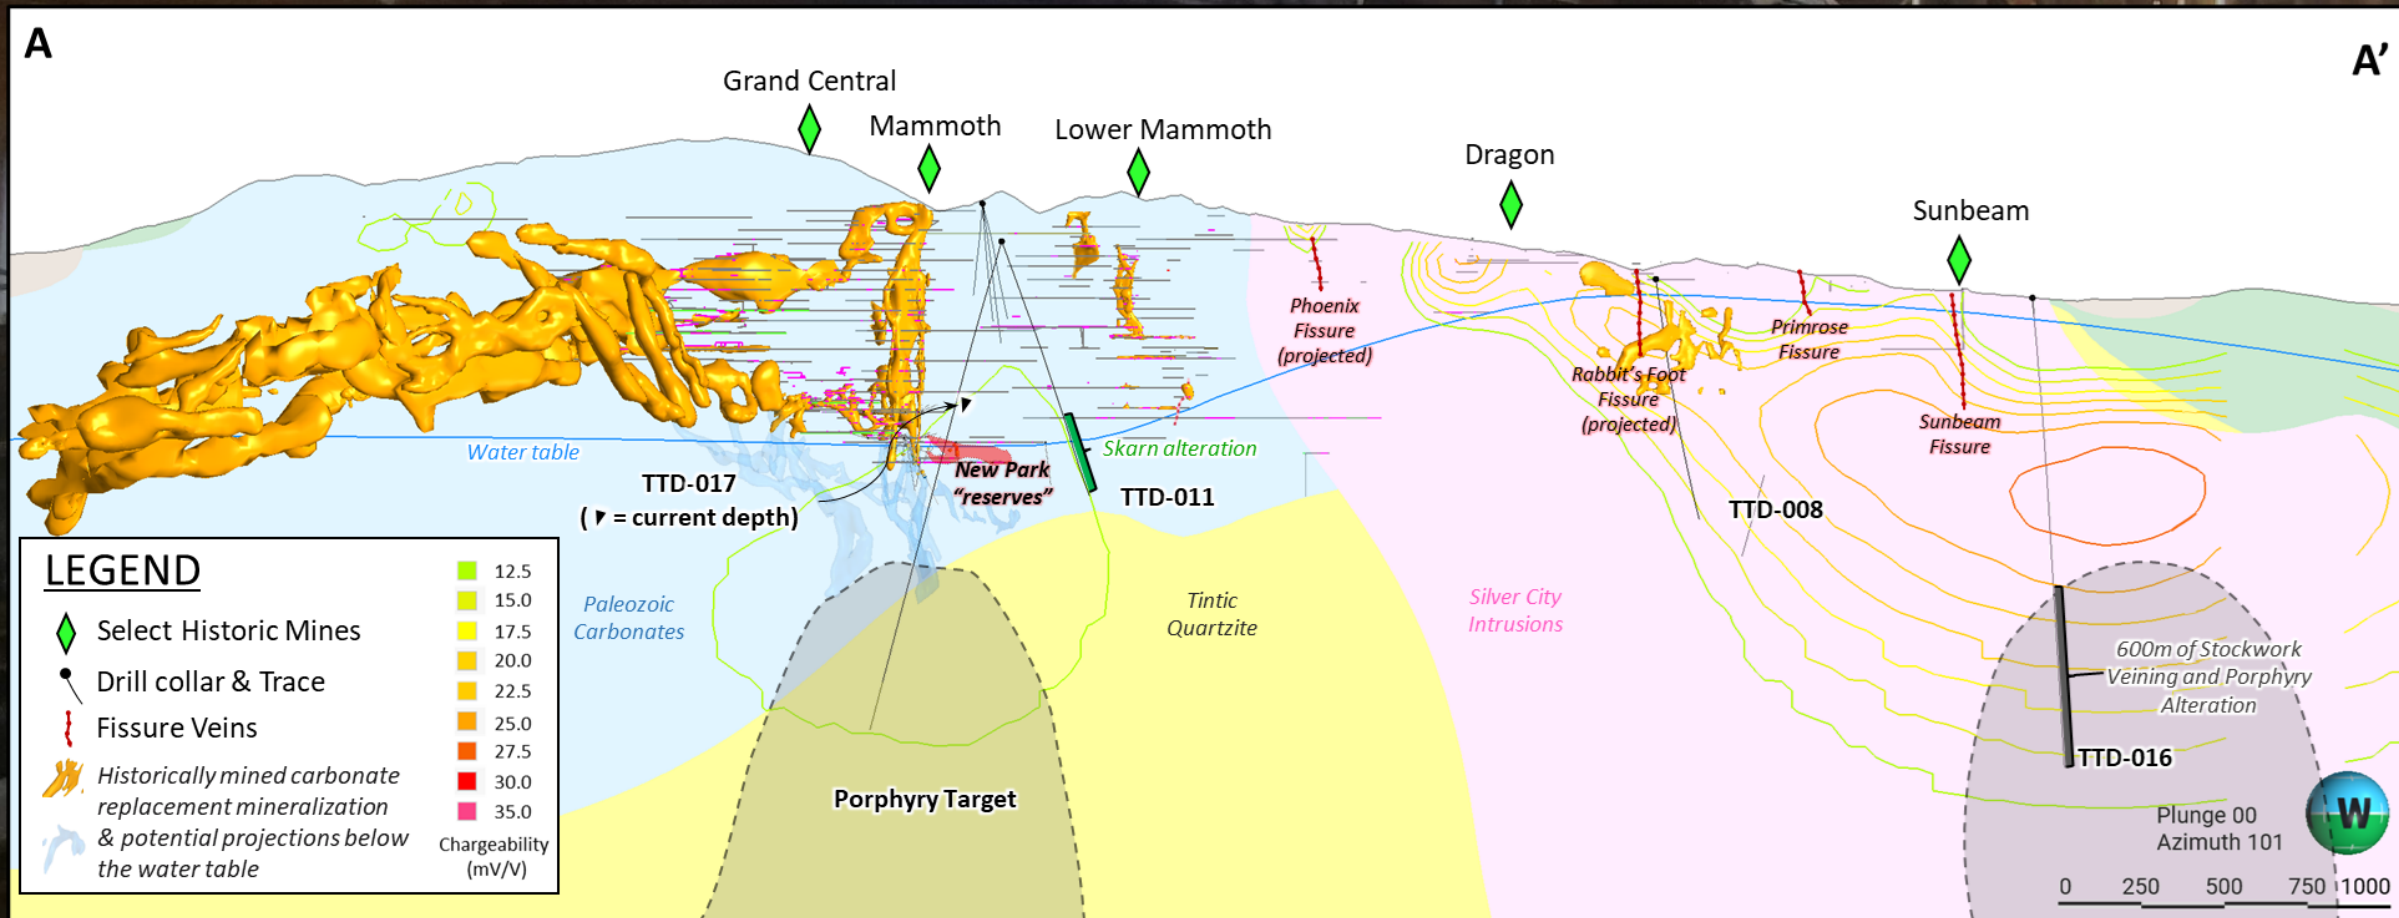 A
A’
Grand Central
Mammoth
Lower Mammoth
Dragon
Sunbeam
Phoenix
Fissure
(projected)
Rabbit’s Foot
Fissure
(projected)
Primrose
Fissure
Sunbeam
Fissure
Water table
TTD-017
( = current depth)
New Park
“reserves”
Skarn alteration
TTD-011
TTD-008
Paleozoic
Carbonates
Tintic
Quartzite
Silver City
Intrusions
600m of Stockwork
Veining and Porphyry
Alteration
TTD-016
Porphyry Target
LEGEND
Select Historic Mines
Drill collar & Trace
Fissure Veins
Historically mined carbonate
replacement mineralization
& potential projections below
the water table
12.5
15.0
17.5
20.0
22.5
25.0
27.5
30.0
35.0
Chargeability
(mV/V)
W
Plunge 00
Azimuth 101
0 250 500 750 1000